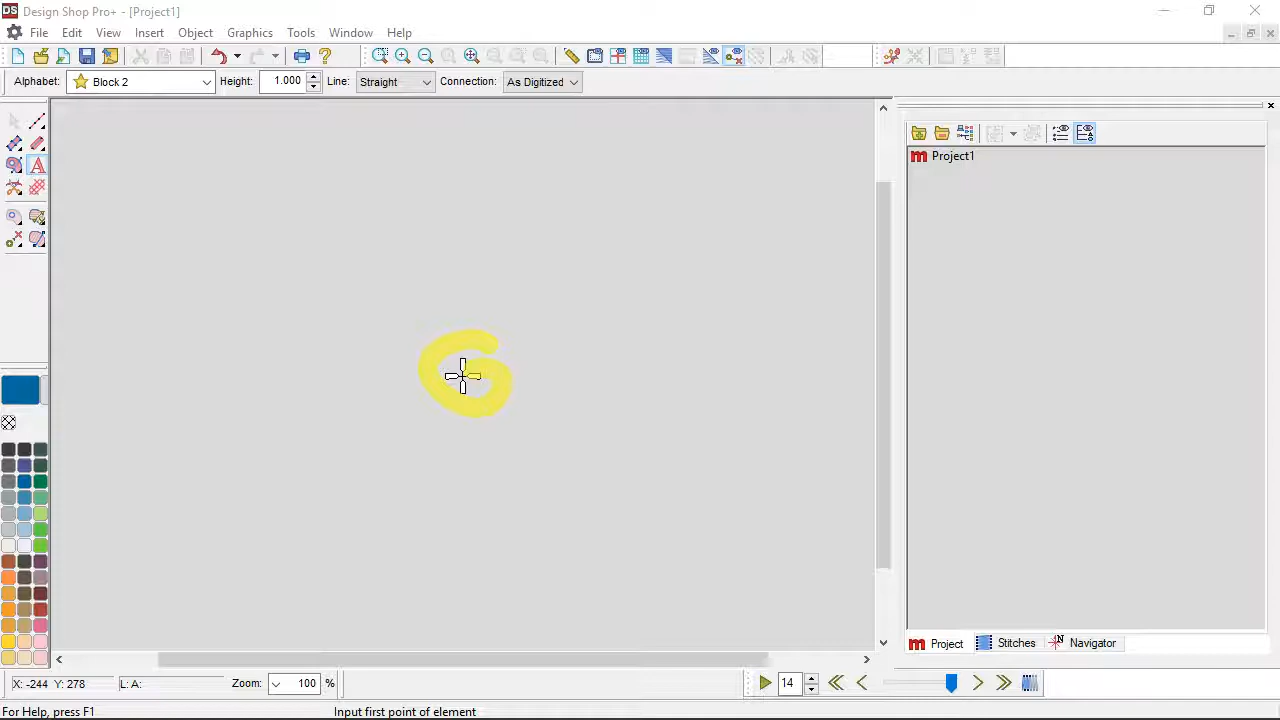 DS Design Shop Pro+ - [Project1]
File Edit View Insert Object Graphics Tools Window Help
Alphabet: Block 2 Height: 1.000 Line: Straight Connection: As Digitized
A
m Project1
m Project Stitches N Navigator
X: -244 Y: 278 L: A: Zoom: 100 % 14
For Help, press F1 Input first point of element